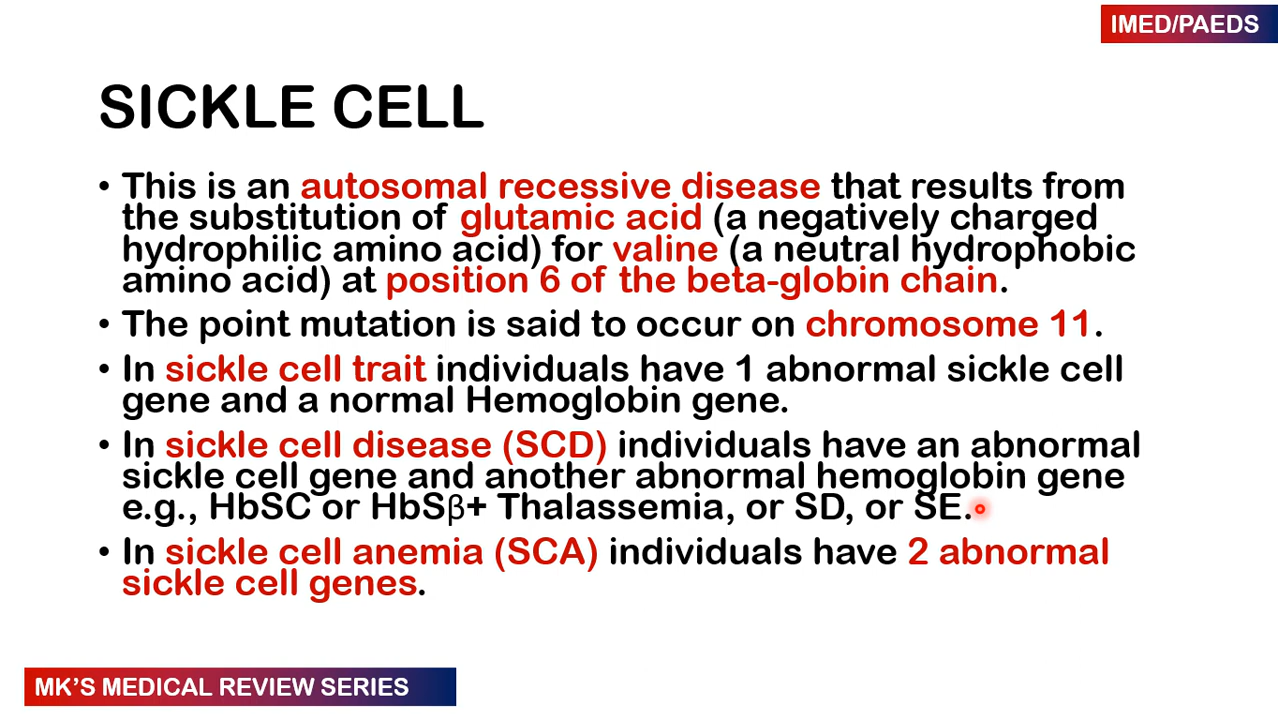 IMED/PAEDS
SICKLE CELL
• This is an autosomal recessive disease that results from
the substitution of glutamic acid (a negatively charged
hydrophilic amino acid) for valine (a neutral hydrophobic
amino acid) at position 6 of the beta-globin chain.
• The point mutation is said to occur on chromosome 11.
• In sickle cell trait individuals have 1 abnormal sickle cell
gene and a normal Hemoglobin gene.
• In sickle cell disease (SCD) individuals have an abnormal
sickle cell gene and another abnormal hemoglobin gene
e.g., HbSC or HbSβ+ Thalassemia, or SD, or SE.
• In sickle cell anemia (SCA) individuals have 2 abnormal
sickle cell genes.
MK'S MEDICAL REVIEW SERIES